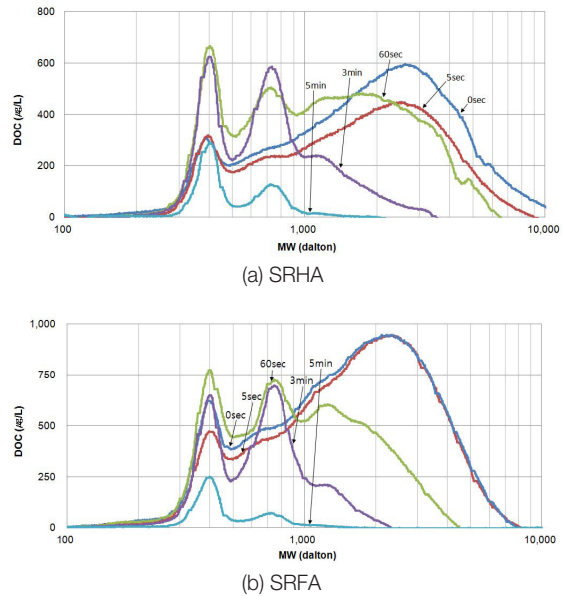 800
600
400
200
0
DOC (㎍/L)
60sec
5min
3min
5sec
0sec
100
1,000
10,000
MW (dalton)
(a) SRHA
1,000
750
500
250
0
DOC (㎍/L)
60sec
5min
3min
0sec
5sec
100
1,000
10,000
MW (dalton)
(b) SRFA